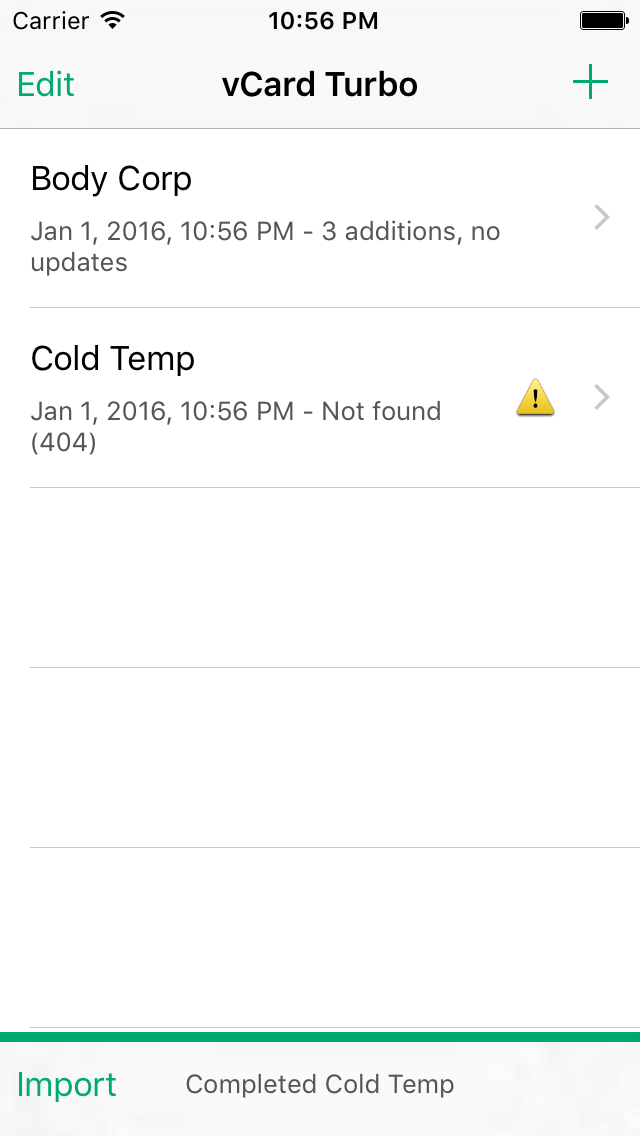 Carrier 10:56 PM
Edit vCard Turbo +
Body Corp
Jan 1, 2016, 10:56 PM - 3 additions, no
updates
Cold Temp
Jan 1, 2016, 10:56 PM - Not found
(404)
Import Completed Cold Temp